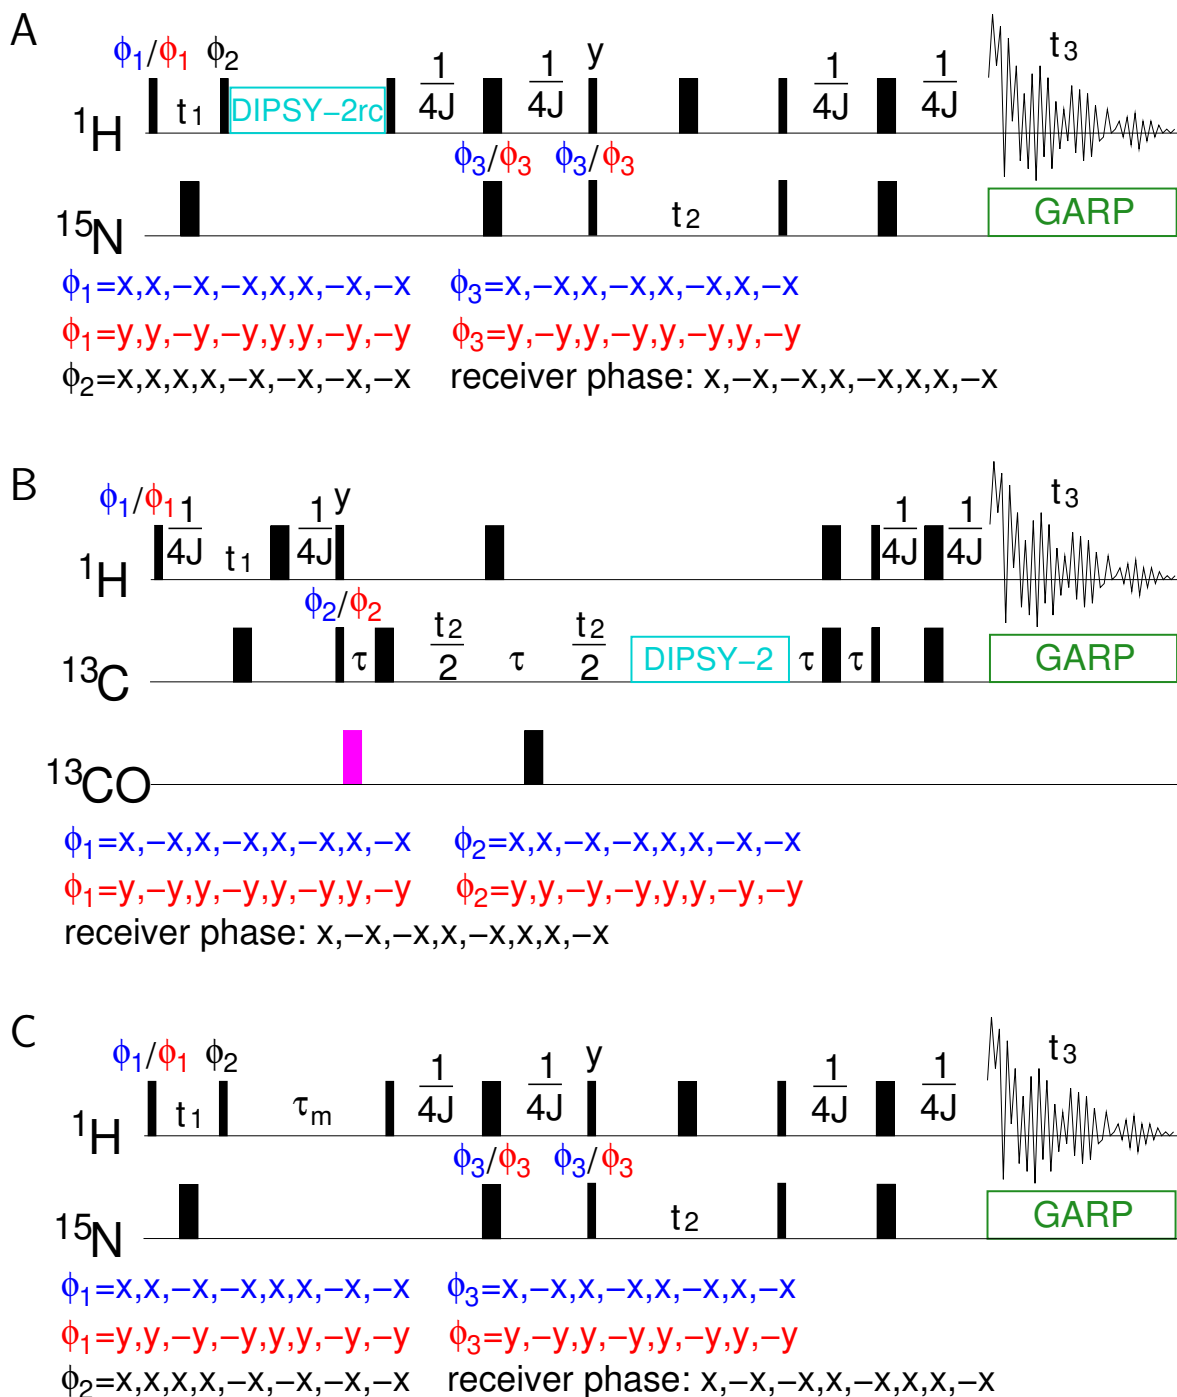 A
ϕ1/ϕ1 ϕ2 1/4J 1/4J y 1/4J 1/4J t3
1H t1 DIPSY−2rc
ϕ3/ϕ3 ϕ3/ϕ3
15N t2 GARP
ϕ1=x,x,−x,−x,x,x,−x,−x ϕ3=x,−x,x,−x,x,−x,x,−x
ϕ1=y,y,−y,−y,y,y,−y,−y ϕ3=y,−y,y,−y,y,−y,y,−y
ϕ2=x,x,x,x,−x,−x,−x,−x receiver phase: x,−x,−x,x,−x,x,x,−x
B
ϕ1/ϕ1 1/4J 1/4J y 1/4J 1/4J t3
1H t1
ϕ2/ϕ2
13C τ t2/2 τ t2/2 DIPSY−2 τ τ GARP
13CO
ϕ1=x,−x,x,−x,x,−x,x,−x ϕ2=x,x,−x,−x,x,x,−x,−x
ϕ1=y,−y,y,−y,y,−y,y,−y ϕ2=y,y,−y,−y,y,y,−y,−y
receiver phase: x,−x,−x,x,−x,x,x,−x
C
ϕ1/ϕ1 ϕ2 1/4J 1/4J y 1/4J 1/4J t3
1H t1 τm
ϕ3/ϕ3 ϕ3/ϕ3
15N t2 GARP
ϕ1=x,x,−x,−x,x,x,−x,−x ϕ3=x,−x,x,−x,x,−x,x,−x
ϕ1=y,y,−y,−y,y,y,−y,−y ϕ3=y,−y,y,−y,y,−y,y,−y
ϕ2=x,x,x,x,−x,−x,−x,−x receiver phase: x,−x,−x,x,−x,x,x,−x